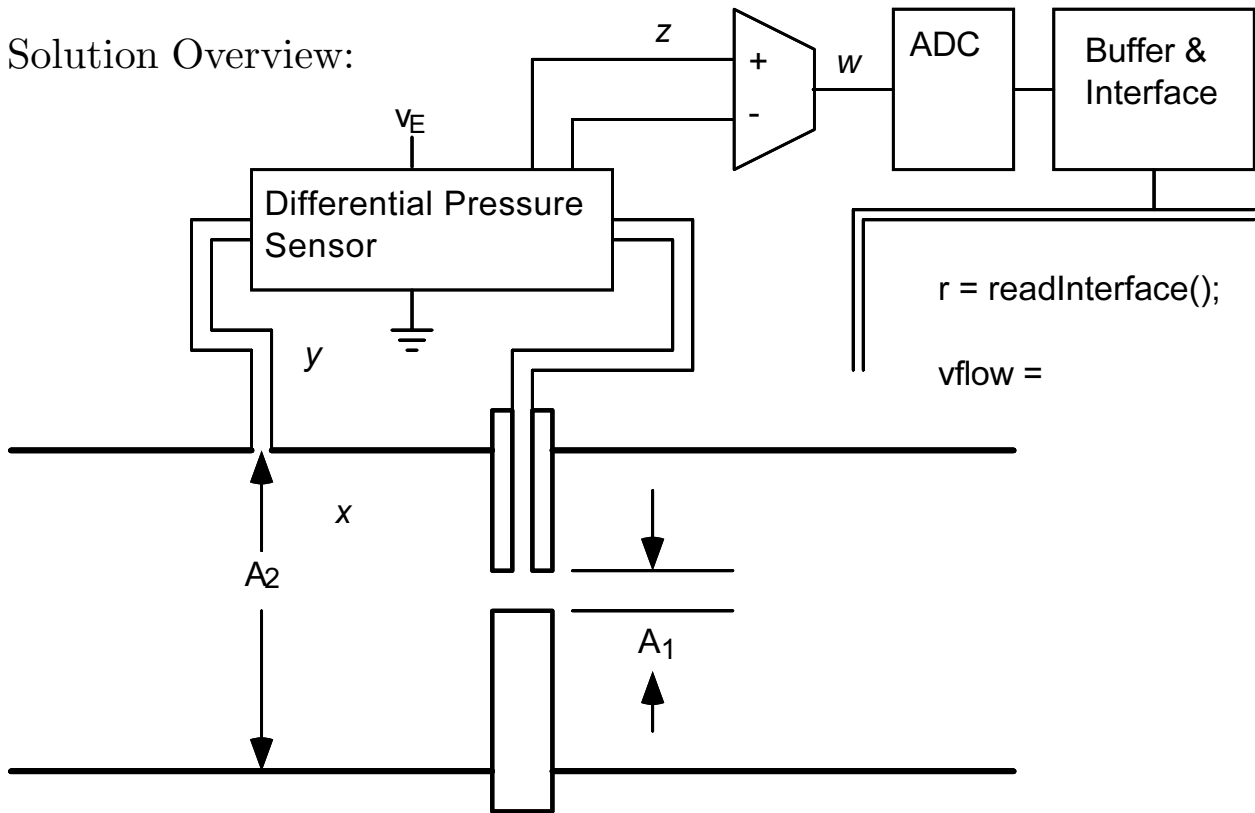 Solution Overview:
z
+
-
w
ADC
Buffer &
Interface
vE
Differential Pressure
Sensor
r = readInterface();
y
vflow =
x
A2
A1